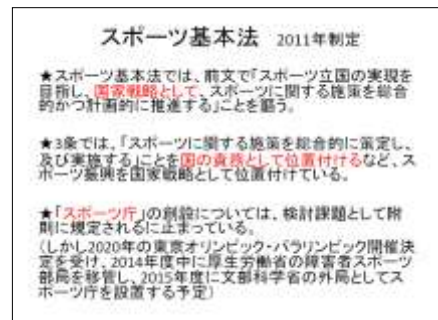 スポーツ基本法 2011年制定
★スポーツ基本法では、前文で「スポーツ立国の実現を
目指し、国家戦略として、スポーツに関する施策を総合
的かつ計画的に推進する」ことを謳う。
★3条では、「スポーツに関する施策を総合的に策定し、
及び実施する」ことを国の責務として位置付けるなど、ス
ポーツ振興を国家戦略として位置付けている。
★「スポーツ庁」の創設については、検討課題として附
則に規定されるに止まっている。
(しかし2020年の東京オリンピック・パラリンピック開催決
定を受け、2014年度中に厚生労働省の障害者スポーツ
部局を移管し、2015年度に文部科学省の外局としてス
ポーツ庁を設置する予定)